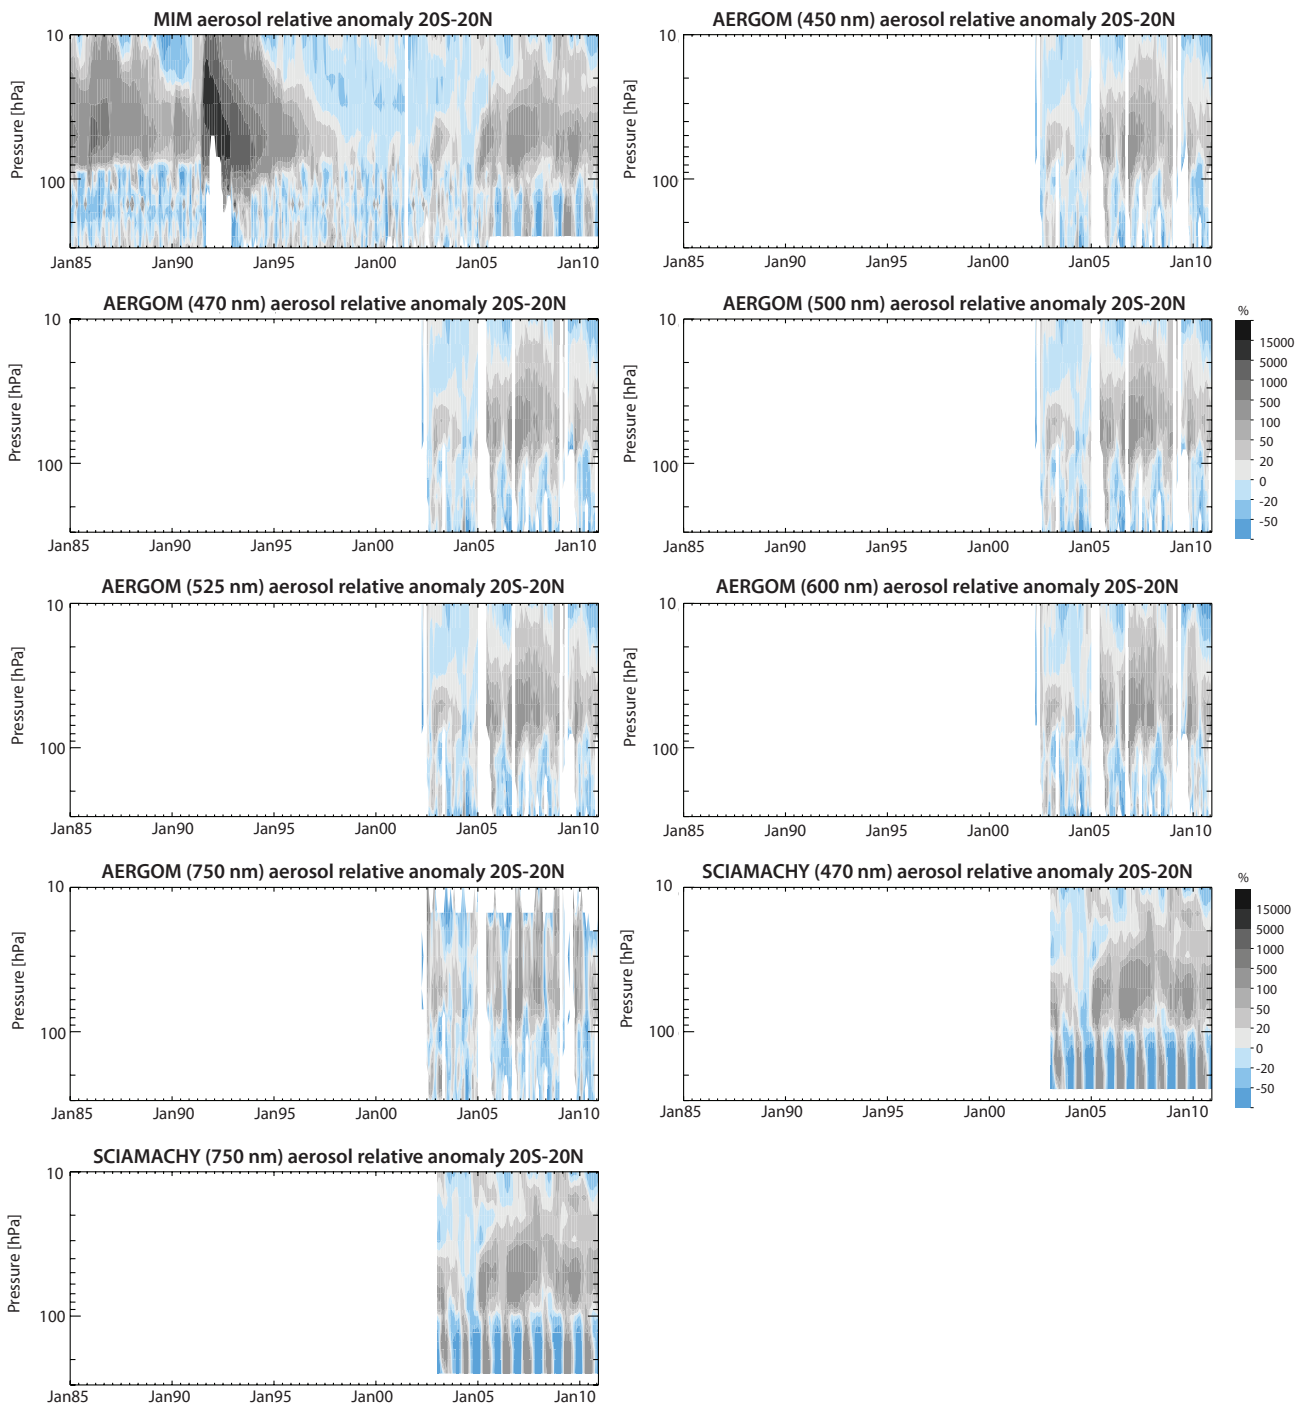 MIM aerosol relative anomaly 20S-20N
10
100
Pressure [hPa]
Jan85 Jan90 Jan95 Jan00 Jan05 Jan10
AERGOM (450 nm) aerosol relative anomaly 20S-20N
10
100
Pressure [hPa]
Jan85 Jan90 Jan95 Jan00 Jan05 Jan10
AERGOM (470 nm) aerosol relative anomaly 20S-20N
10
100
Pressure [hPa]
Jan85 Jan90 Jan95 Jan00 Jan05 Jan10
AERGOM (500 nm) aerosol relative anomaly 20S-20N
10
100
Pressure [hPa]
Jan85 Jan90 Jan95 Jan00 Jan05 Jan10
%
15000
5000
1000
500
100
50
20
0
-20
-50
AERGOM (525 nm) aerosol relative anomaly 20S-20N
10
100
Pressure [hPa]
Jan85 Jan90 Jan95 Jan00 Jan05 Jan10
AERGOM (600 nm) aerosol relative anomaly 20S-20N
10
100
Pressure [hPa]
Jan85 Jan90 Jan95 Jan00 Jan05 Jan10
AERGOM (750 nm) aerosol relative anomaly 20S-20N
10
100
Pressure [hPa]
Jan85 Jan90 Jan95 Jan00 Jan05 Jan10
SCIAMACHY (470 nm) aerosol relative anomaly 20S-20N
10
100
Pressure [hPa]
Jan85 Jan90 Jan95 Jan00 Jan05 Jan10
%
15000
5000
1000
500
100
50
20
0
-20
-50
SCIAMACHY (750 nm) aerosol relative anomaly 20S-20N
10
100
Pressure [hPa]
Jan85 Jan90 Jan95 Jan00 Jan05 Jan10